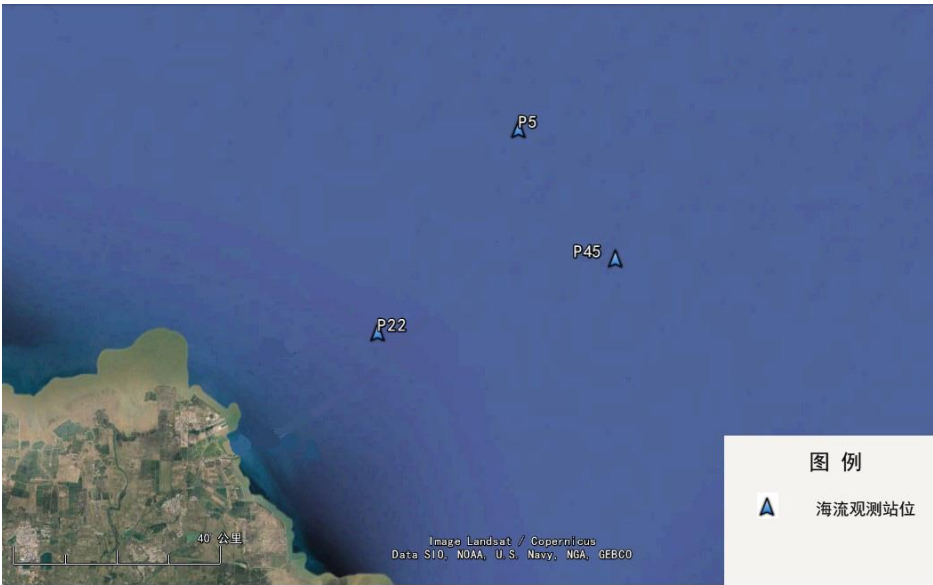 P5
P45
P22
图 例
海流观测站位
40 公里
Image Landsat / Copernicus
Data SIO, NOAA, U.S. Navy, NGA, GEBCO